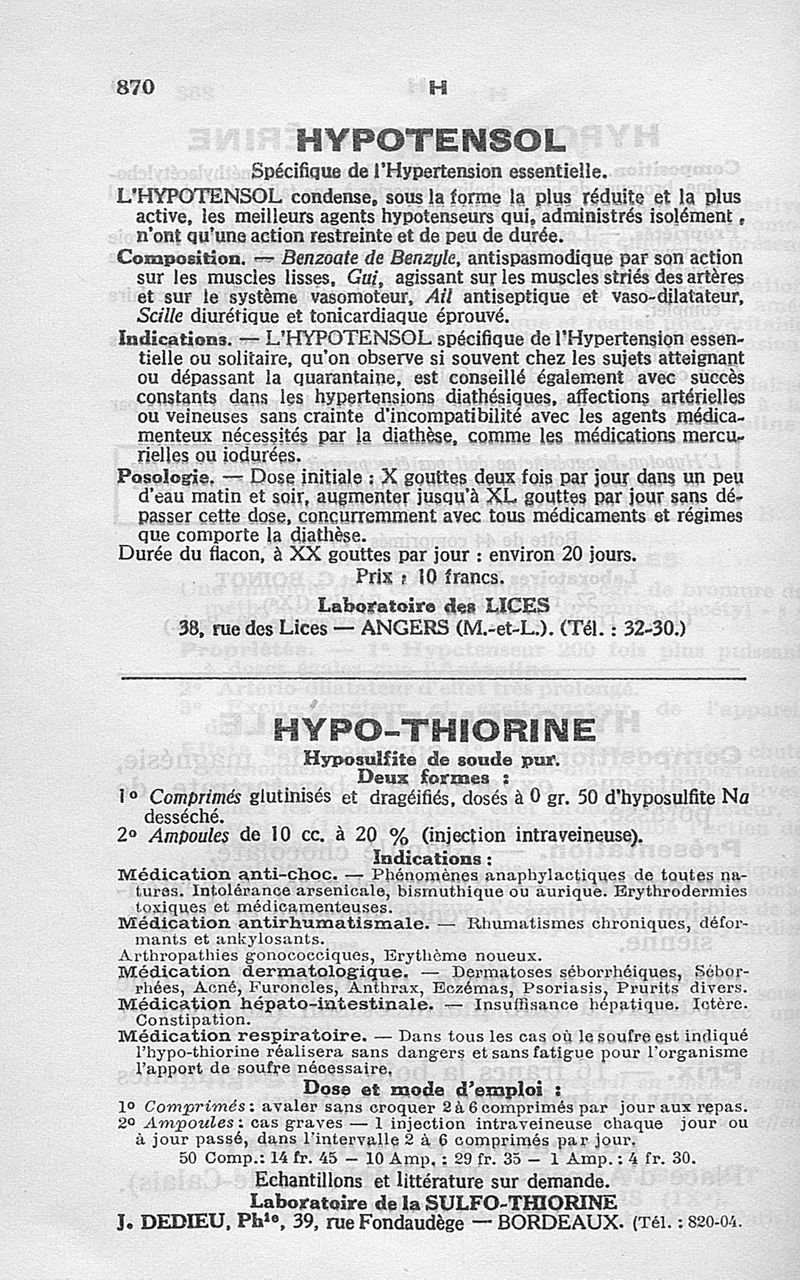 870
H
HYPOTENSOL
Spécifique de l'Hypertension essentielle.
L'HYPOTENSOL condense, sous la forme la plus réduite et la plus
active, les meilleurs agents hypotenseurs qui, administrés isolément,
n'ont qu'une action restreinte et de peu de durée.
Composition. — Benzoate de Benzyle, antispasmodique par son action
sur les muscles lisses, Gui, agissant sur les muscles striés des artères
et sur le système vasomoteur, Ail antiseptique et vaso-dilatateur,
Scille diurétique et tonicardiaque éprouvé.
Indications. — L'HYPOTENSOL spécifique de l'Hypertension essen-
tielle ou solitaire, qu'on observe si souvent chez les sujets atteignant
ou dépassant la quarantaine, est conseillé également avec succès
constants dans les hypertensions diathésiques, affections artérielles
ou veineuses sans crainte d'incompatibilité avec les agents médica-
menteux nécessités par la diathèse, comme les médications mercu-
rielles ou iodurées.
Posologie. — Dose initiale : X gouttes deux fois par jour dans un peu
d'eau matin et soir, augmenter jusqu'à XL gouttes par jour sans dé-
passer cette dose, concurremment avec tous médicaments et régimes
que comporte la diathèse.
Durée du flacon, à XX gouttes par jour : environ 20 jours.
Prix : 10 francs.
Laboratoire des LICES
38, rue des Lices — ANGERS (M.-et-L.). (Tél. : 32-30.)
HYPO-THIORINE
Hyposulfite de soude pur.
Deux formes :
1° Comprimés glutinisés et dragéifiés, dosés à 0 gr. 50 d'hyposulfite Na
desséché.
2° Ampoules de 10 cc. à 20 % (injection intraveineuse).
Indications :
Médication anti-choc. — Phénomènes anaphylactiques de toutes na-
tures. Intolérance arsenicale, bismuthique ou aurique. Erythrodermies
toxiques et médicamenteuses.
Médication antirhumatismale. — Rhumatismes chroniques, défor-
mants et ankylosants.
Arthropathies gonococciques, Erythème noueux.
Médication dermatologique. — Dermatoses séborrhéiques, Sébor-
rhées, Acné, Furoncles, Anthrax, Eczémas, Psoriasis, Prurits divers.
Médication hépato-intestinale. — Insuffisance hépatique. Ictère.
Constipation.
Médication respiratoire. — Dans tous les cas où le soufre est indiqué
l'hypo-thiorine réalisera sans dangers et sans fatigue pour l'organisme
l'apport de soufre nécessaire.
Dose et mode d'emploi :
1° Comprimés : avaler sans croquer 2 à 6 comprimés par jour aux repas.
2° Ampoules : cas graves — 1 injection intraveineuse chaque jour ou
à jour passé, dans l'intervalle 2 à 6 comprimés par jour.
50 Comp.: 14 fr. 45 — 10 Amp. : 29 fr. 35 — 1 Amp. : 4 fr. 30.
Echantillons et littérature sur demande.
Laboratoire de la SULFO-THIORINE
J. DEDIEU, Phie, 39, rue Fondaudège — BORDEAUX. (Tél. : 820-04.